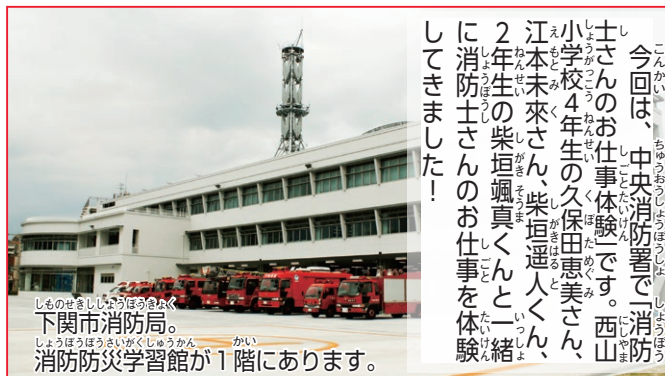 今回は、中央消防署で「消防
士さんのお仕事体験」です。西山
小学校4年生の久保田恵美さん、
江本未來さん、柴垣遥人くん、
2年生の柴垣颯真くんと一緒
に消防士さんのお仕事を体験
してきました！
下関市消防局。
消防防災学習館が1階にあります。